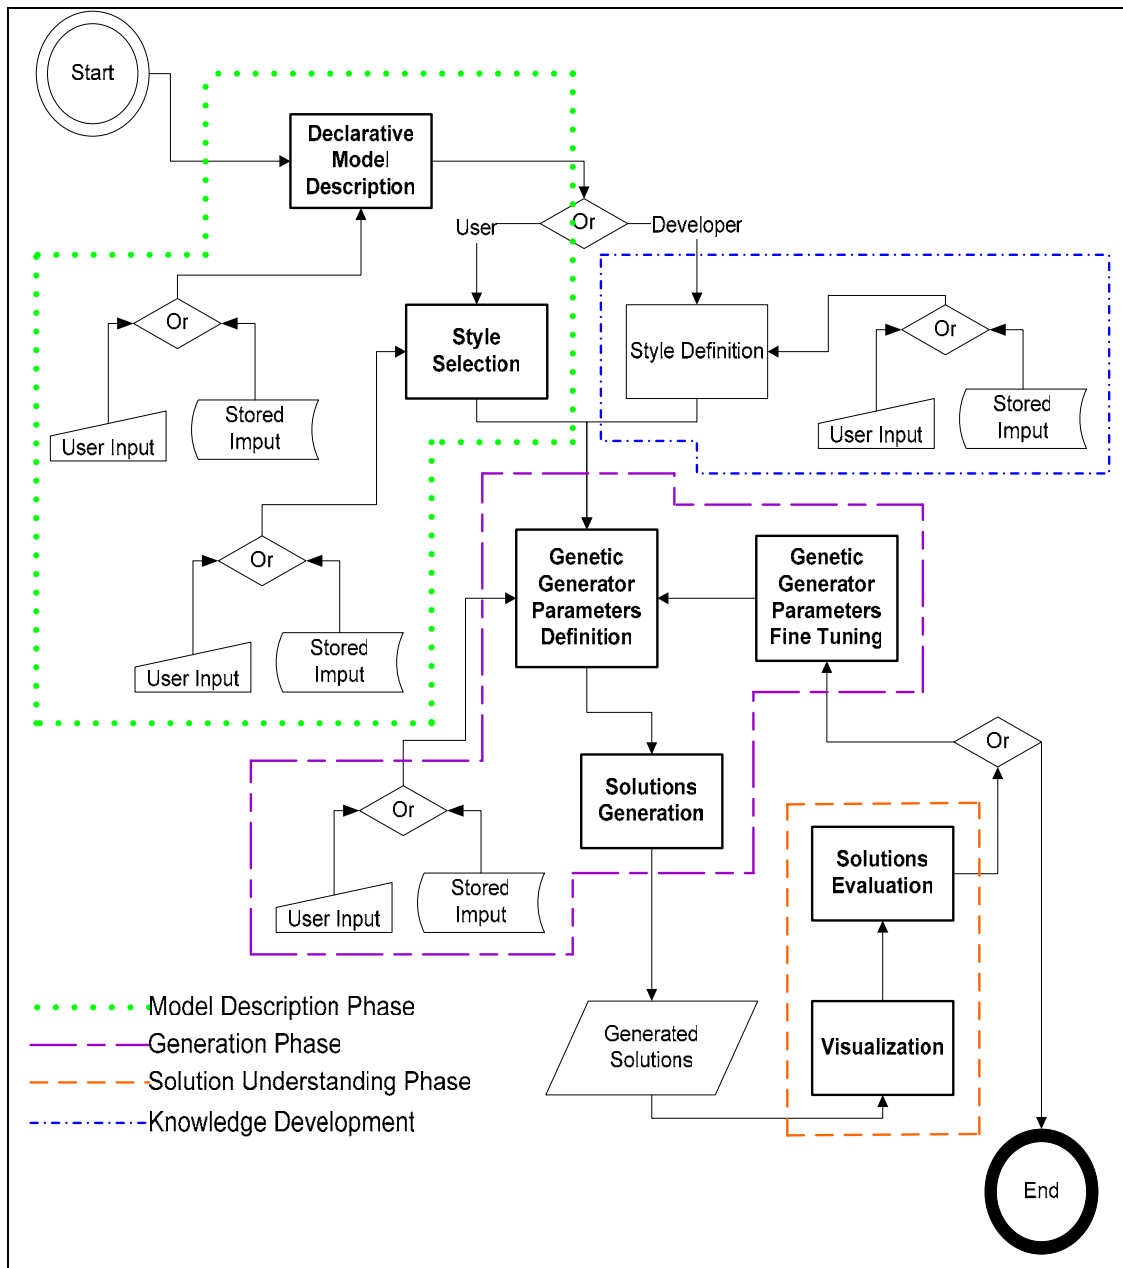 Start
Declarative
Model
Description
User
Or
Developer
Or
Style
Selection
Style Definition
Or
User Input
Stored
Imput
User Input
Stored
Imput
Or
User Input
Stored
Imput
Genetic
Generator
Parameters
Definition
Genetic
Generator
Parameters
Fine Tuning
Or
Solutions
Generation
Or
User Input
Stored
Imput
Solutions
Evaluation
Model Description Phase
Generation Phase
Solution Understanding Phase
Knowledge Development
Generated
Solutions
Visualization
End